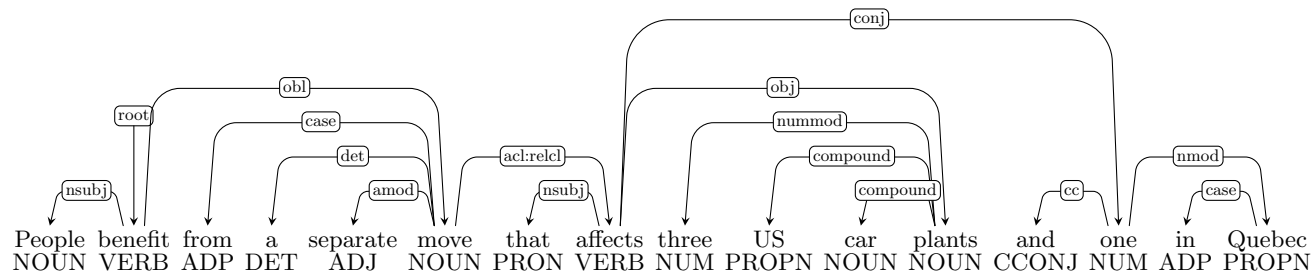 conj
obl obj
root case nummod
det acl:relcl compound nmod
nsubj amod nsubj compound cc case
People benefit from a separate move that affects three US car plants and one in Quebec
NOUN VERB ADP DET ADJ NOUN PRON VERB NUM PROPN NOUN NOUN CCONJ NUM ADP PROPN